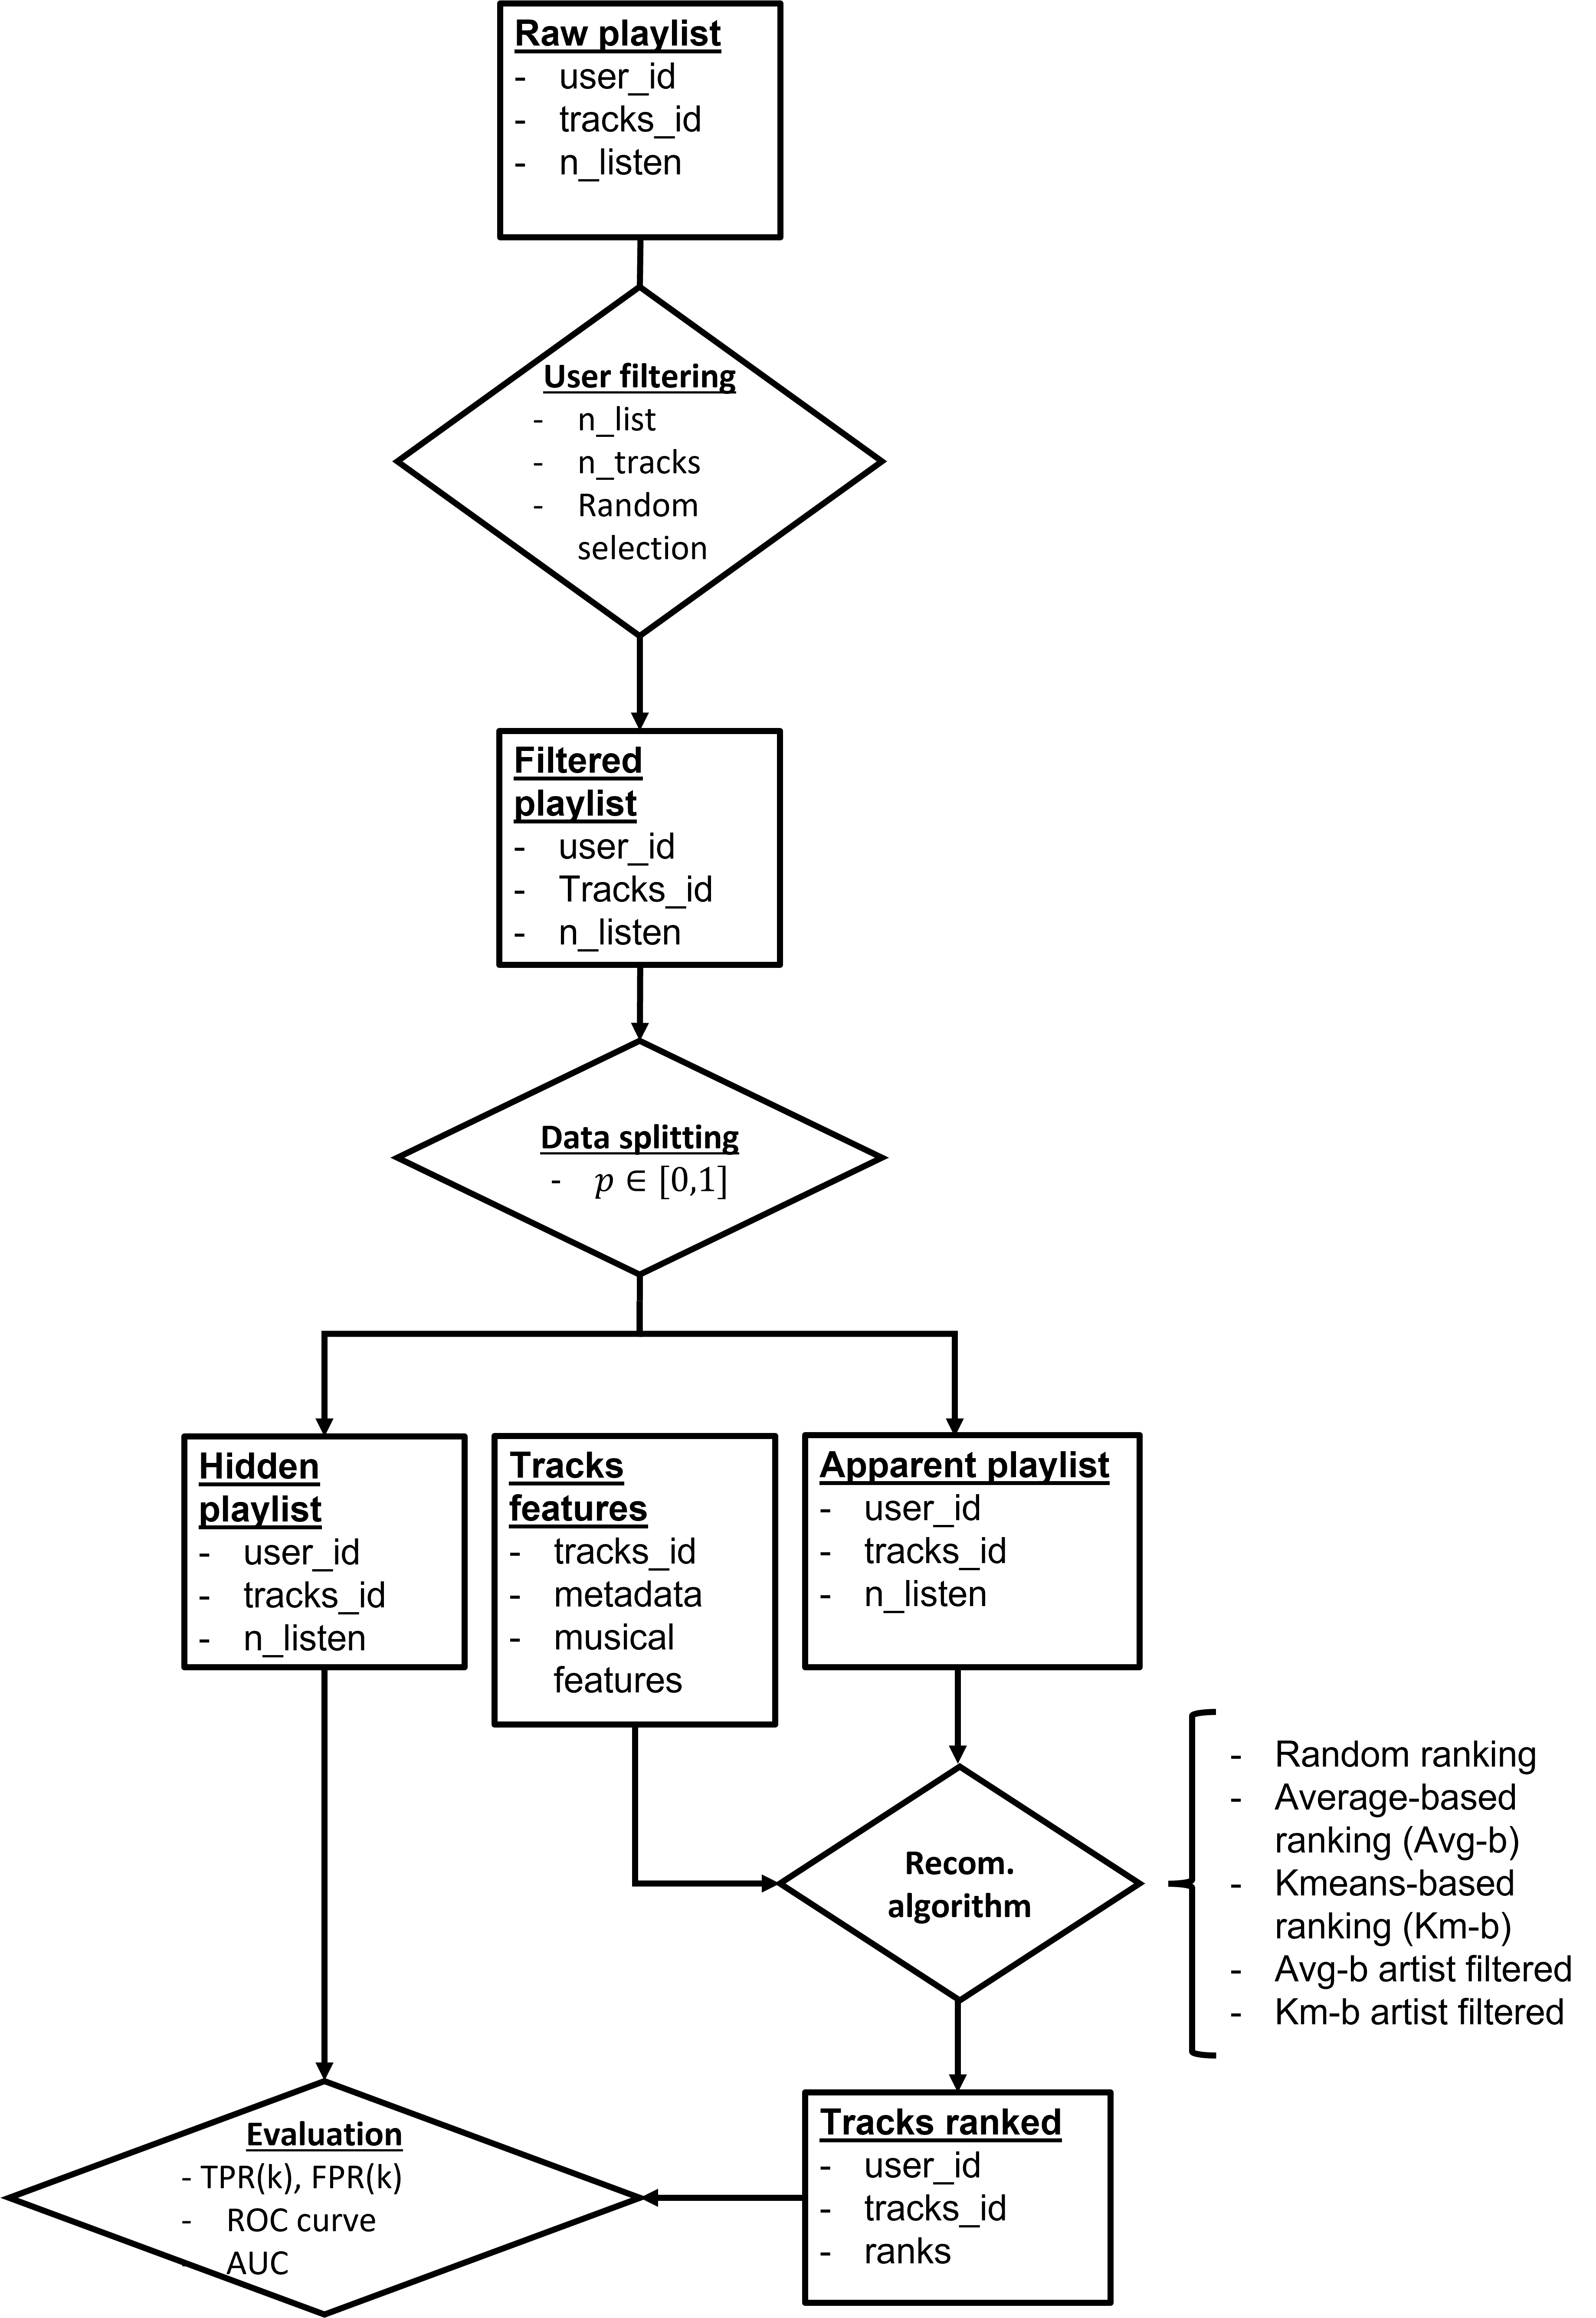 Raw playlist
- user_id
- tracks_id
- n_listen
User filtering
- n_list
- n_tracks
- Random
selection
Filtered
playlist
- user_id
- Tracks_id
- n_listen
Data splitting
- p ∈ [0,1]
Hidden
playlist
- user_id
- tracks_id
- n_listen
Tracks
features
- tracks_id
- metadata
- musical
features
Apparent playlist
- user_id
- tracks_id
- n_listen
Recom.
algorithm
- Random ranking
- Average-based
ranking (Avg-b)
- Kmeans-based
ranking (Km-b)
- Avg-b artist filtered
- Km-b artist filtered
Tracks ranked
- user_id
- tracks_id
- ranks
Evaluation
- TPR(k), FPR(k)
- ROC curve
- AUC